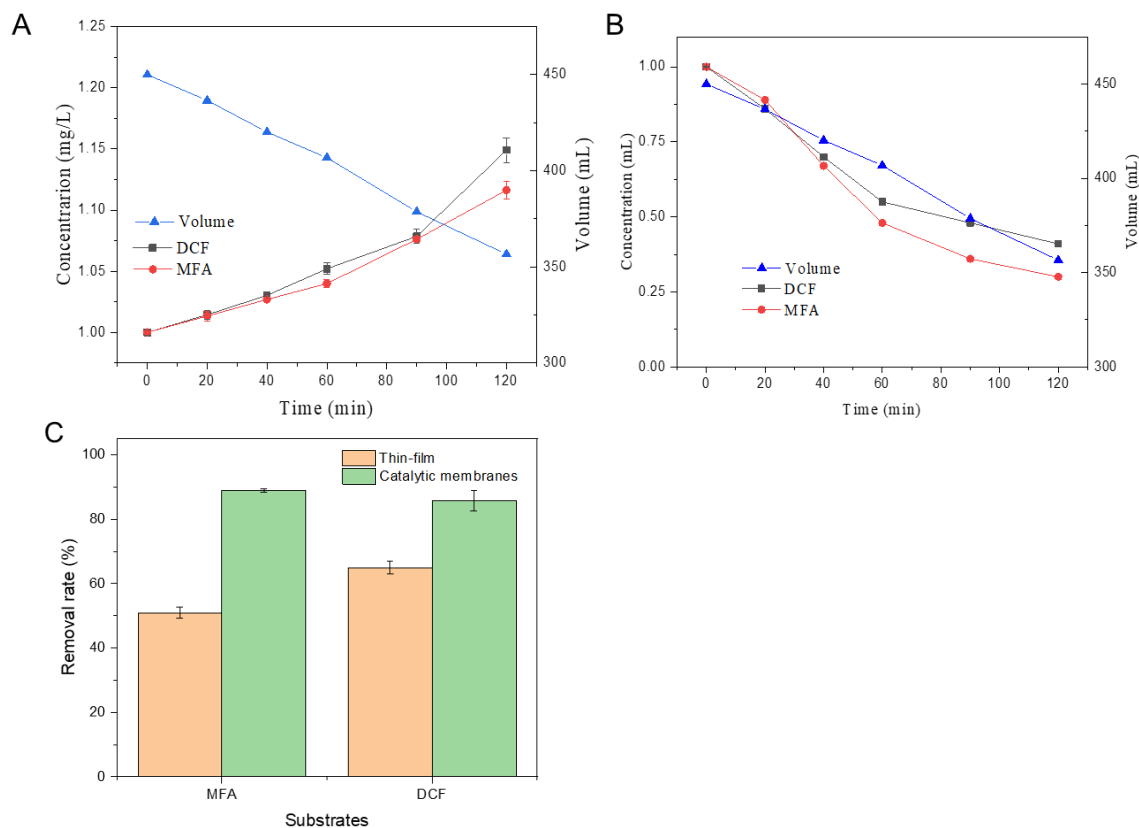 A
Concentrarion (mg/L)
1.25
1.20
1.15
1.10
1.05
1.00
Volume
DCF
MFA
450
400
350
300
Volume (mL)
0 20 40 60 80 100 120
Time (min)
B
Concentration (mL)
1.00
0.75
0.50
0.25
0.00
Volume
DCF
MFA
450
400
350
300
Volume (mL)
0 20 40 60 80 100 120
Time (min)
C
Removal rate (%)
100
80
60
40
20
0
Thin-film
Catalytic membranes
MFA DCF
Substrates